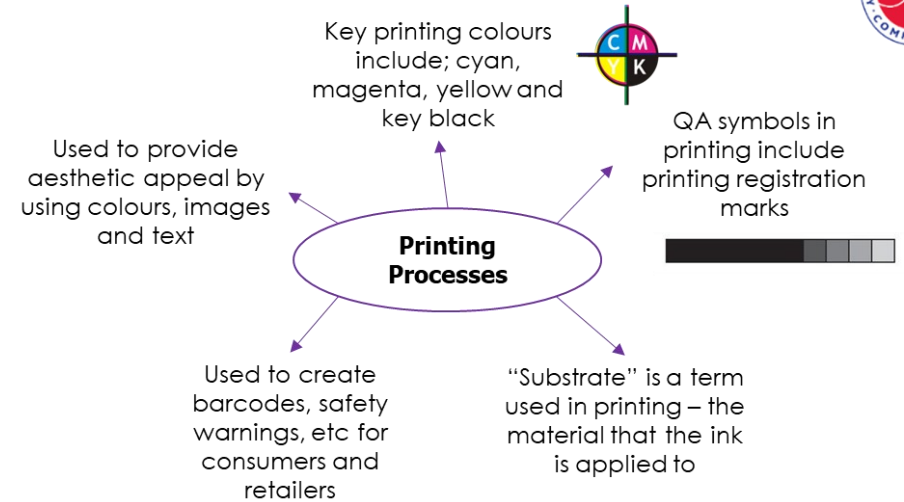 Key printing colours
include; cyan,
magenta, yellow and
key black
C M
Y K
Used to provide
aesthetic appeal by
using colours, images
and text
QA symbols in
printing include
printing registration
marks
Printing
Processes
Used to create
barcodes, safety
warnings, etc for
consumers and
retailers
“Substrate” is a term
used in printing – the
material that the ink
is applied to